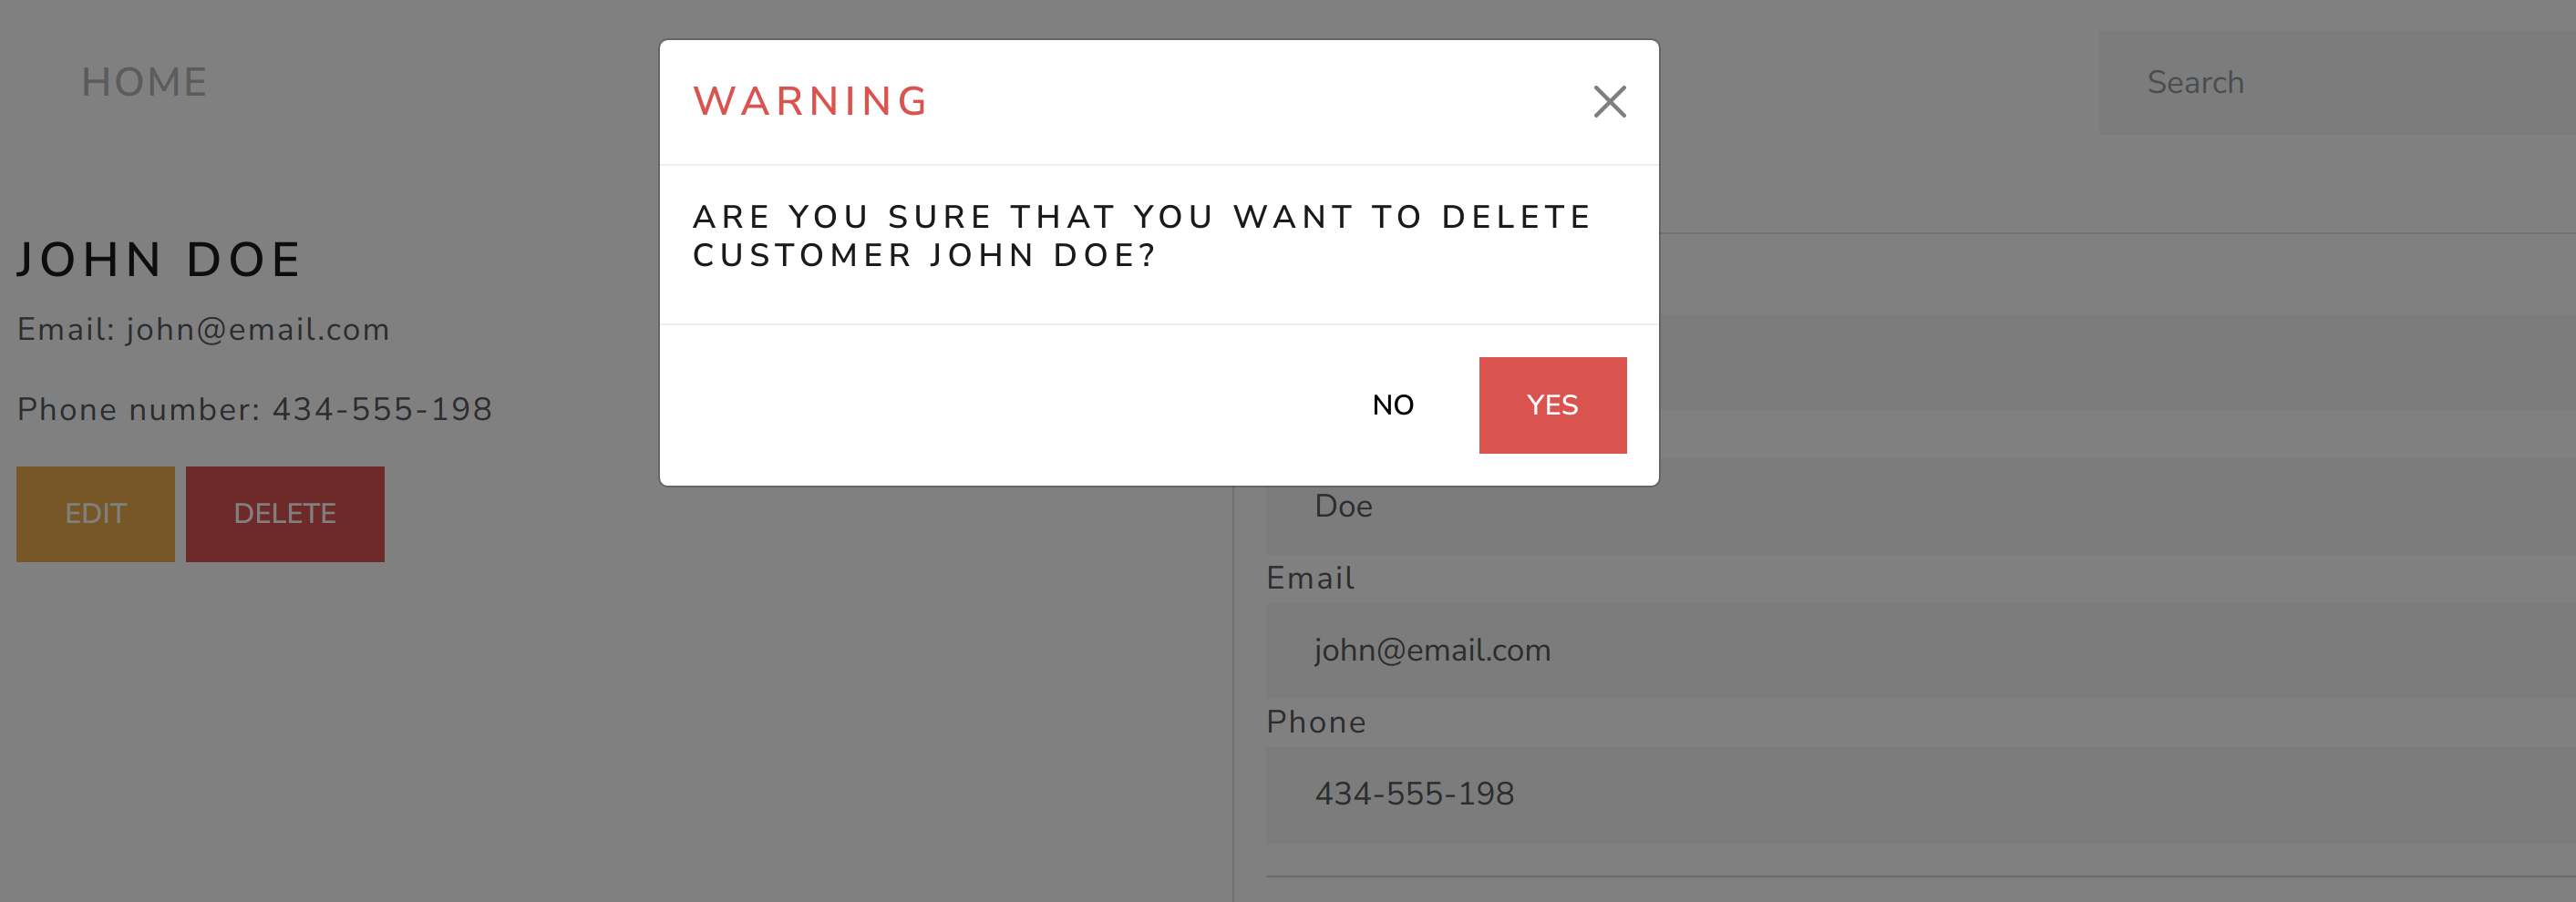 HOME
Search
WARNING
ARE YOU SURE THAT YOU WANT TO DELETE
CUSTOMER JOHN DOE?
NO
YES
JOHN DOE
Email: john@email.com
Phone number: 434-555-198
EDIT
DELETE
Doe
Email
john@email.com
Phone
434-555-198